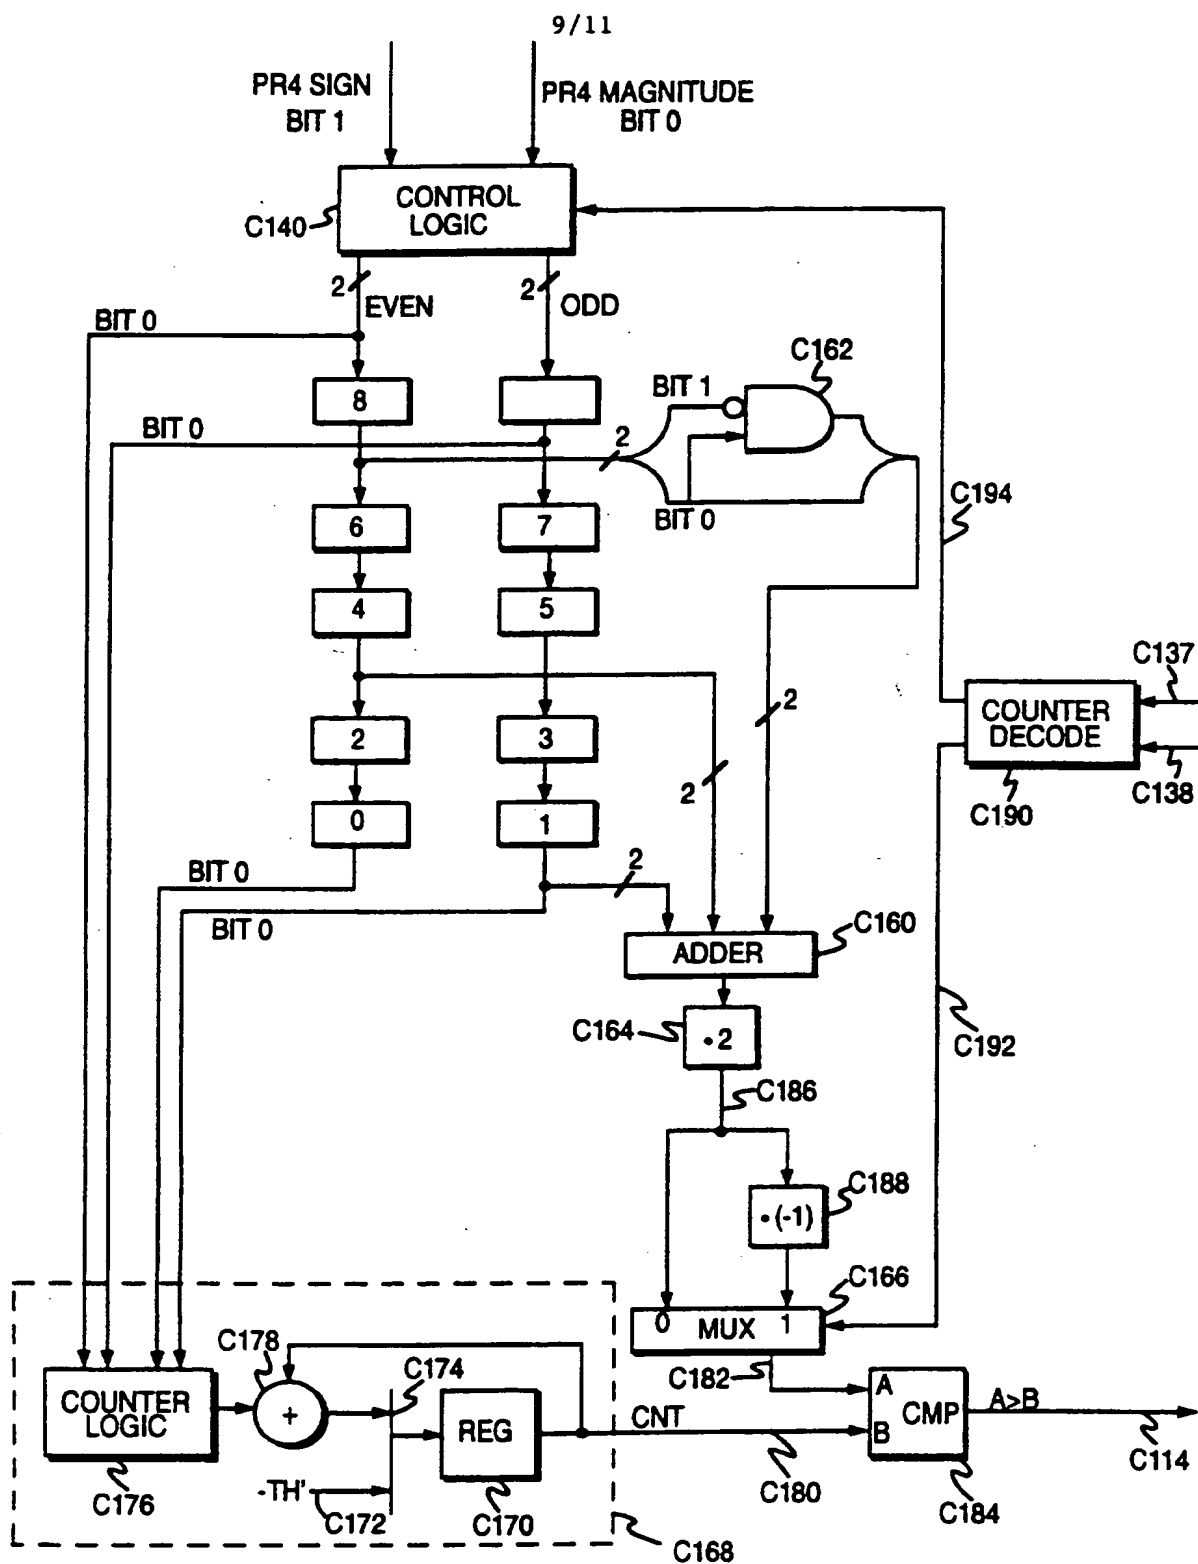 9/11
PR4 SIGN
BIT 1
PR4 MAGNITUDE
BIT 0
CONTROL
LOGIC
C140
2
EVEN
2
ODD
BIT 0
8
BIT 0
2
BIT 1
C162
BIT 0
C194
6
7
4
5
2
3
0
1
2
2
C137
COUNTER
DECODE
C138
C190
BIT 0
BIT 0
2
ADDER
C160
C164
•2
C192
C186
•(-1)
C188
C166
0
MUX
1
C182
C178
C174
COUNTER
LOGIC
+
REG
CNT
A
B
CMP
A>B
C114
C176
-TH'
C172
C170
C180
C184
C168